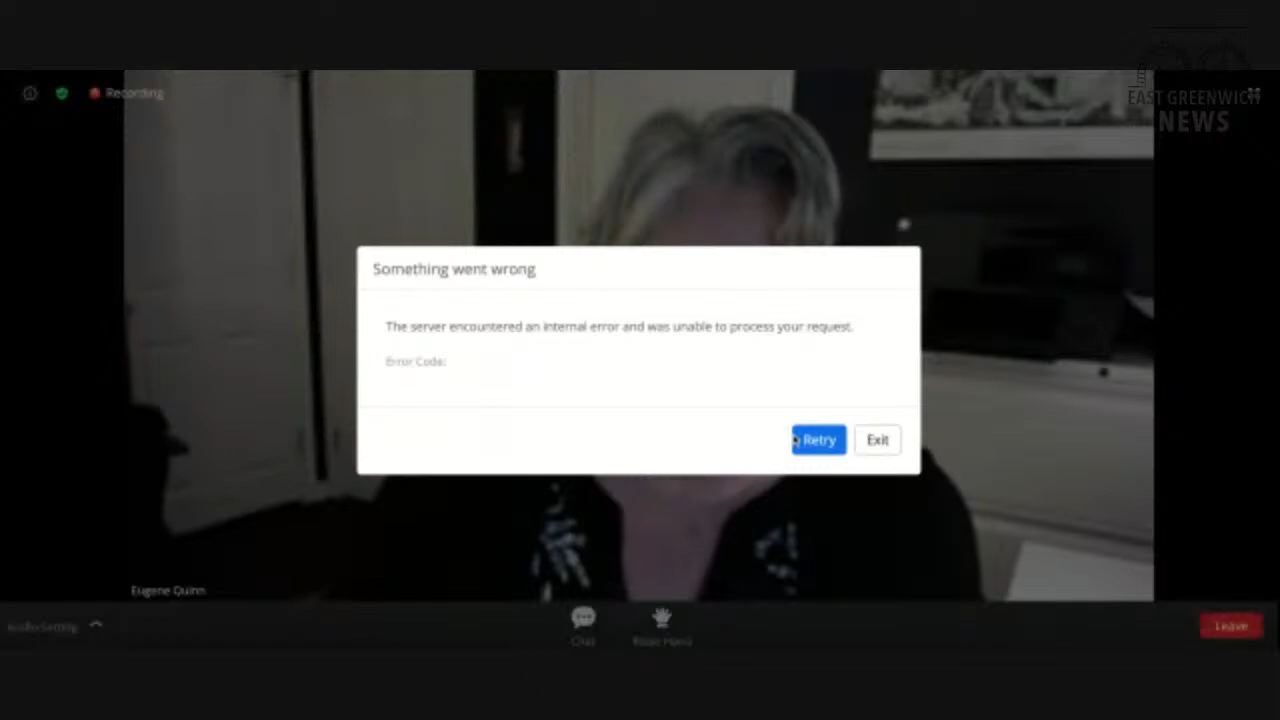 Recording
EAST GREENWICH
NEWS
Something went wrong
The server encountered an internal error and was unable to process your request.
Error Code:
Retry
Exit
Eugene Quinn
Audio Setting
Chat
Raise Hand
Leave